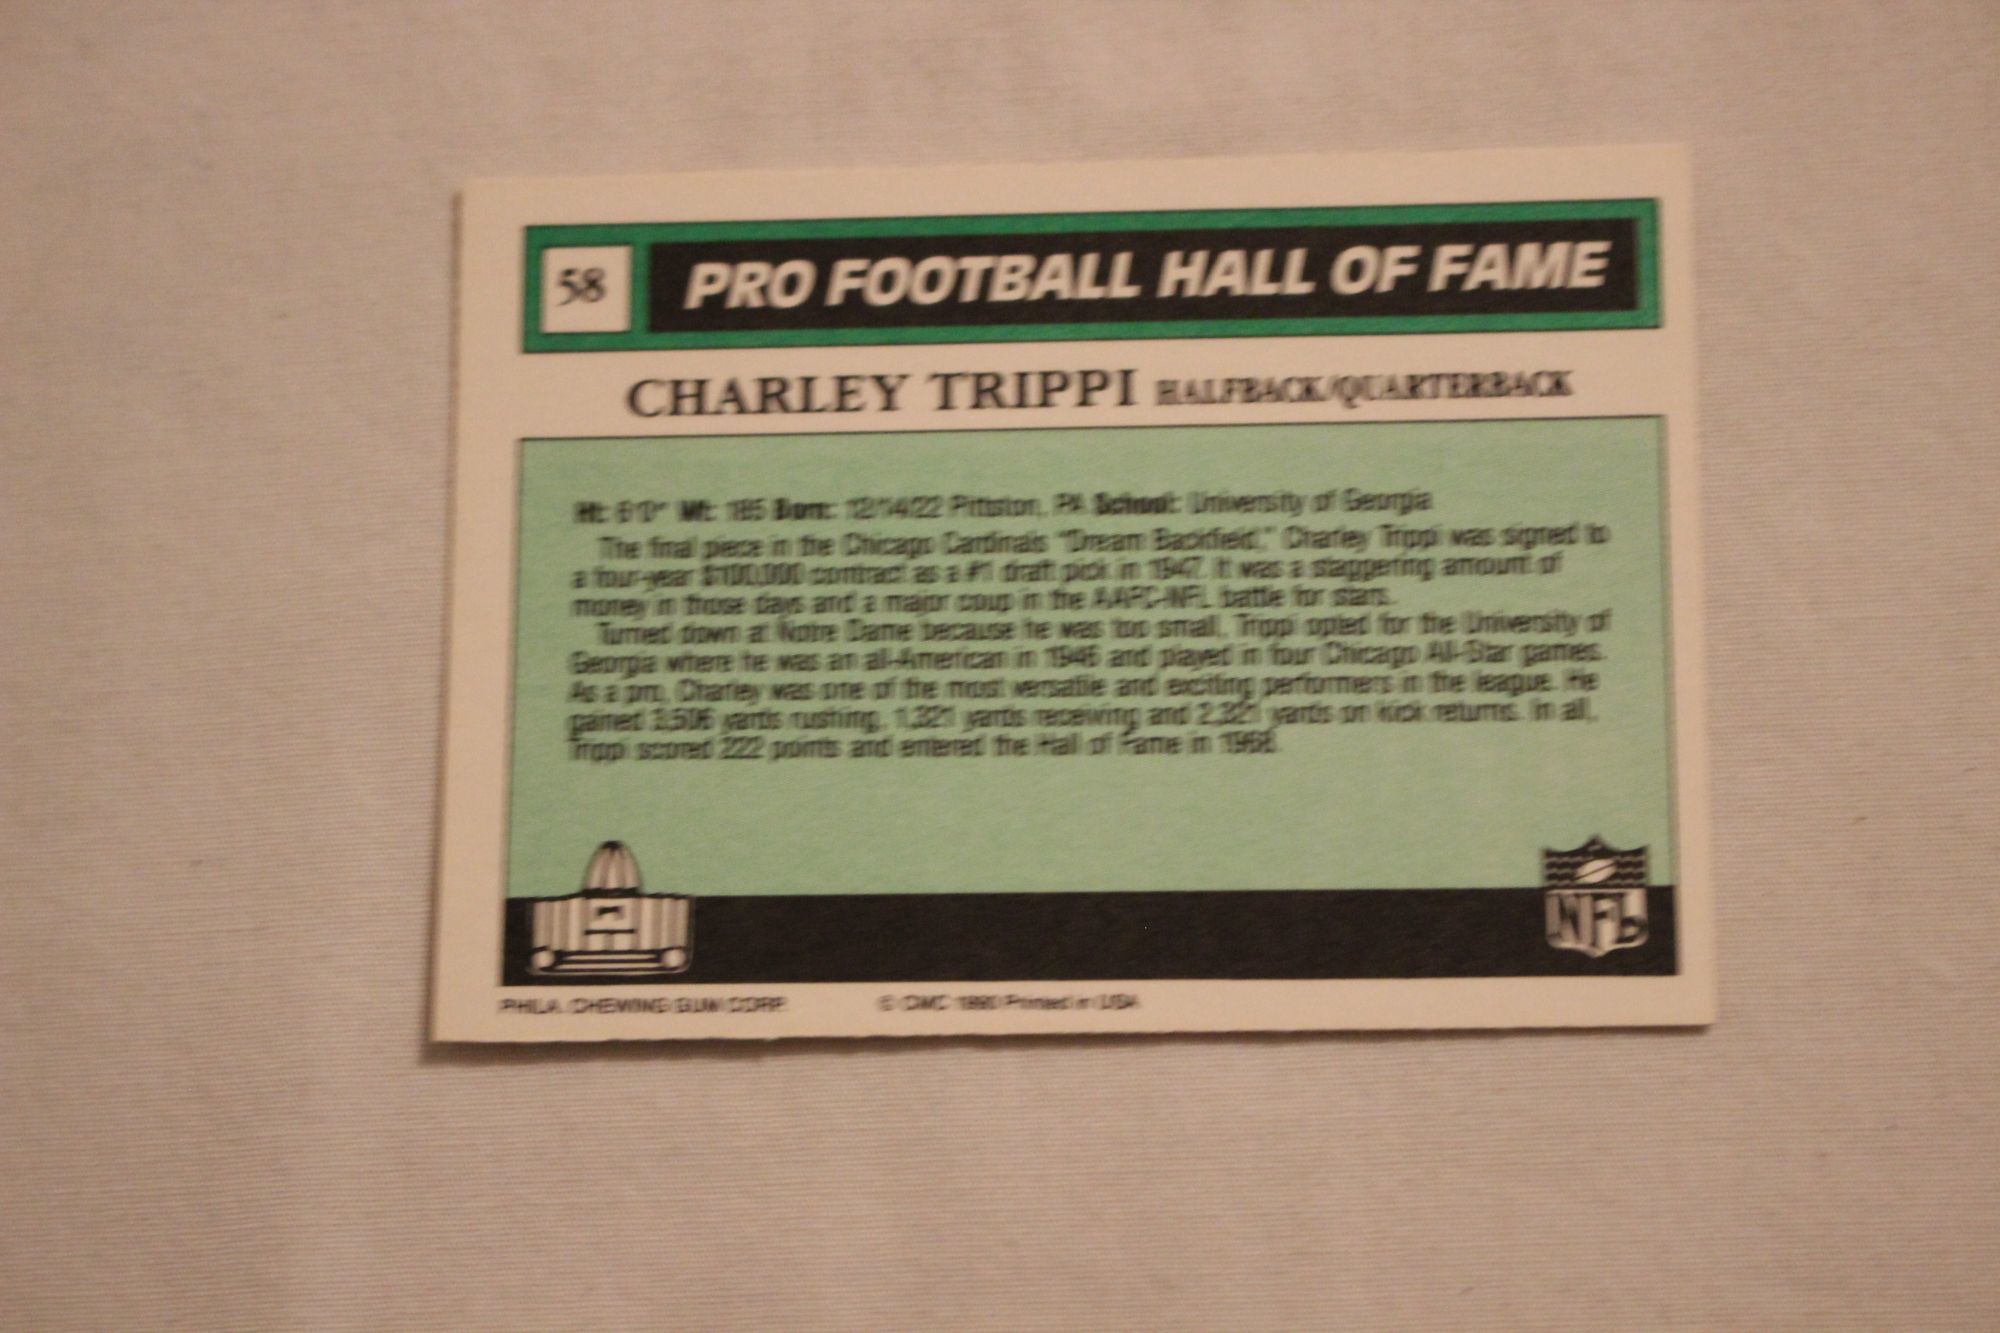 58
PRO FOOTBALL HALL OF FAME
CHARLEY TRIPPI HALFBACK/QUARTERBACK
Ht: 6'0" Wt: 185 Born: 12/14/22 Pittston, PA School: University of Georgia
The final piece in the Chicago Cardinals "Dream Backfield," Charley Trippi was signed to
a four-year $100,000 contract as a #1 draft pick in 1947. It was a staggering amount of
money in those days and a major coup in the AAFC-NFL battle for stars.
Turned down at Notre Dame because he was too small, Trippi opted for the University of
Georgia where he was an all-American in 1946 and played in four Chicago All-Star games.
As a pro, Charley was one of the most versatile and exciting performers in the league. He
gained 3,506 yards rushing, 1,321 yards receiving and 2,321 yards on kick returns. In all,
Trippi scored 222 points and entered the Hall of Fame in 1968.
NFL
PHILA. CHEWING GUM CORP.
© CMC 1990 Printed in USA